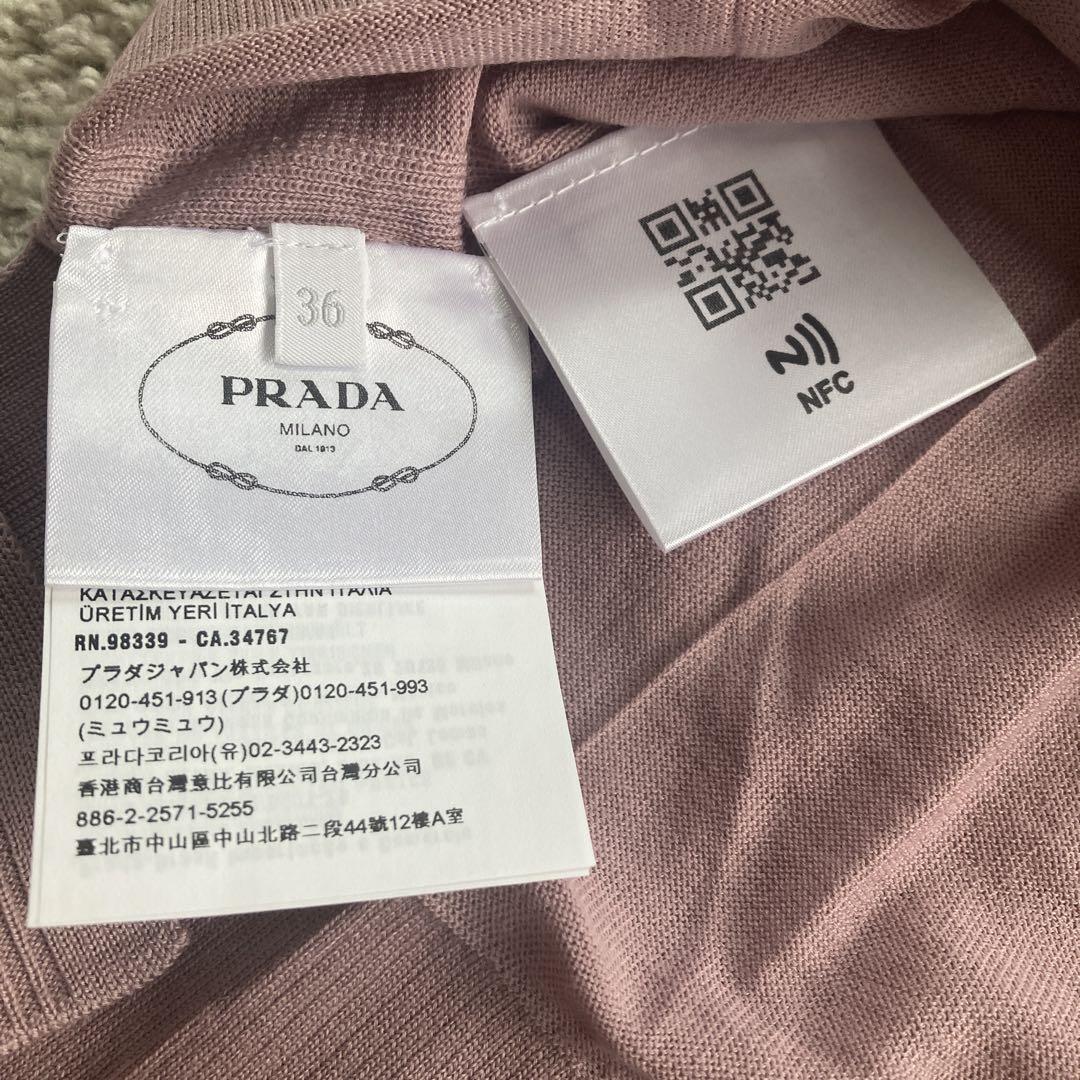 36
PRADA
MILANO
DAL 1913
NFC
ΚΑΤΑΣΚΕΥΑΖΕΤΑΙ ΣΤΗΝ ΙΤΑΛΙΑ
ÜRETİM YERİ İTALYA
RN.98339 - CA.34767
プラダジャパン株式会社
0120-451-913(プラダ)0120-451-993
(ミュウミュウ)
프라다코리아(유)02-3443-2323
香港商台灣意比有限公司台灣分公司
886-2-2571-5255
臺北市中山區中山北路二段44號12樓A室